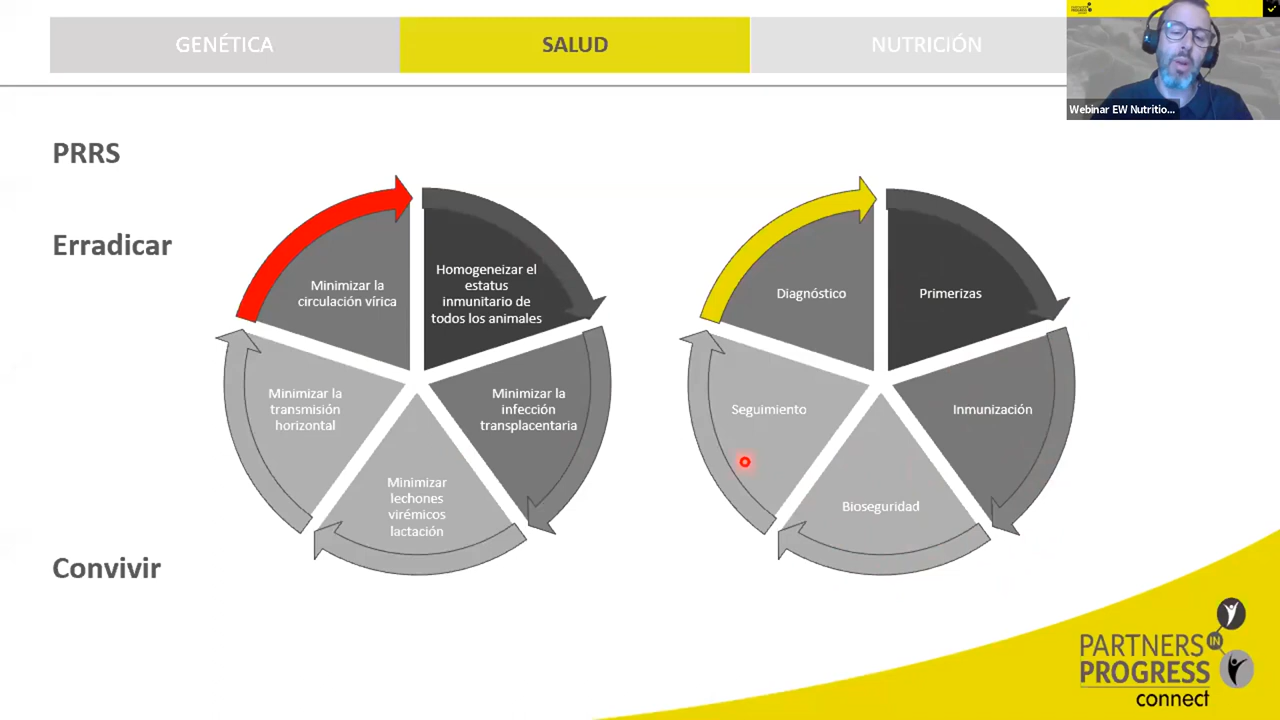 GENÉTICA
SALUD
NUTRICIÓN
Webinar EW Nutritio...
PRRS
Erradicar
Convivir
Minimizar la
circulación vírica
Homogeneizar el
estatus
inmunitario de
todos los animales
Minimizar la
infección
transplacentaria
Minimizar
lechones
virémicos
lactación
Minimizar la
transmisión
horizontal
Diagnóstico
Primerizas
Inmunización
Bioseguridad
Seguimiento
PARTNERS
IN
PROGRESS
connect